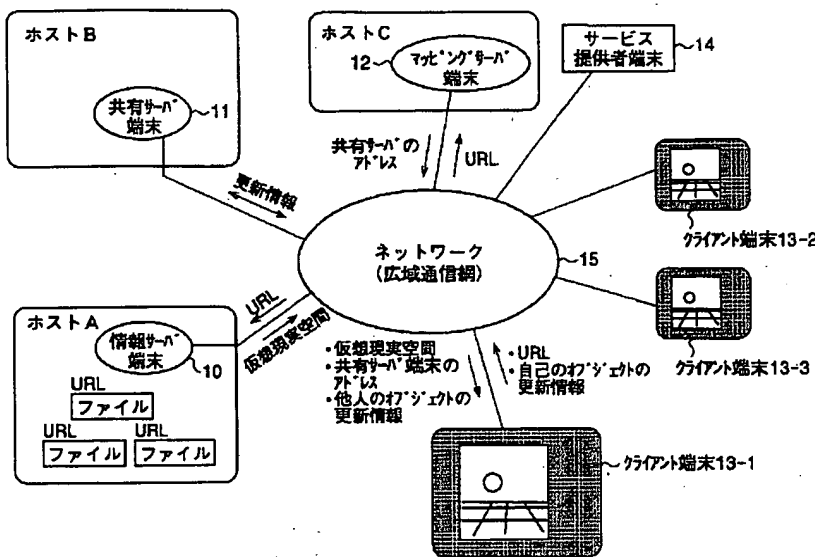 ホストB
共有サーバ
端末
11
ホストC
12
マッピングサーバ
端末
サービス
提供者端末
14
共有サーバの
アドレス
URL
更新情報
クライアント端末13-2
ネットワーク
(広域通信網)
15
クライアント端末13-3
ホストA
情報サーバ
端末
10
URL
仮想現実空間
URL
ファイル
URL
ファイル
URL
ファイル
・仮想現実空間
・共有サーバ端末の
アドレス
・他人のオブジェクトの
更新情報
・URL
・自己のオブジェクトの
更新情報
クライアント端末13-1